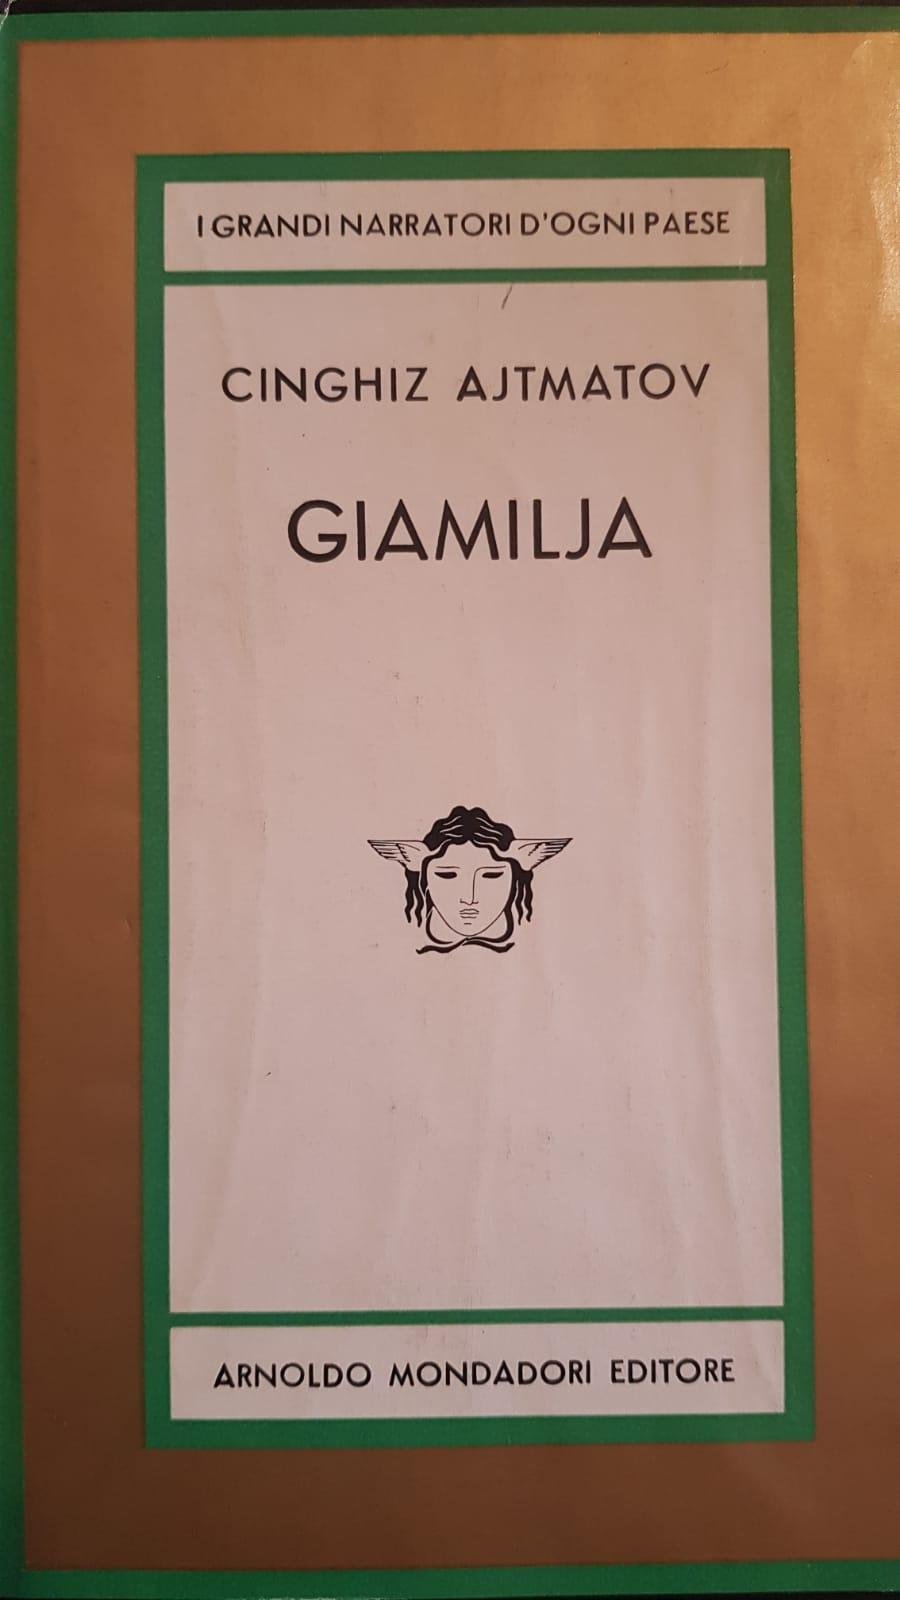 I GRANDI NARRATORI D'OGNI PAESE
CINGHIZ AJTMATOV
GIAMILJA
ARNOLDO MONDADORI EDITORE